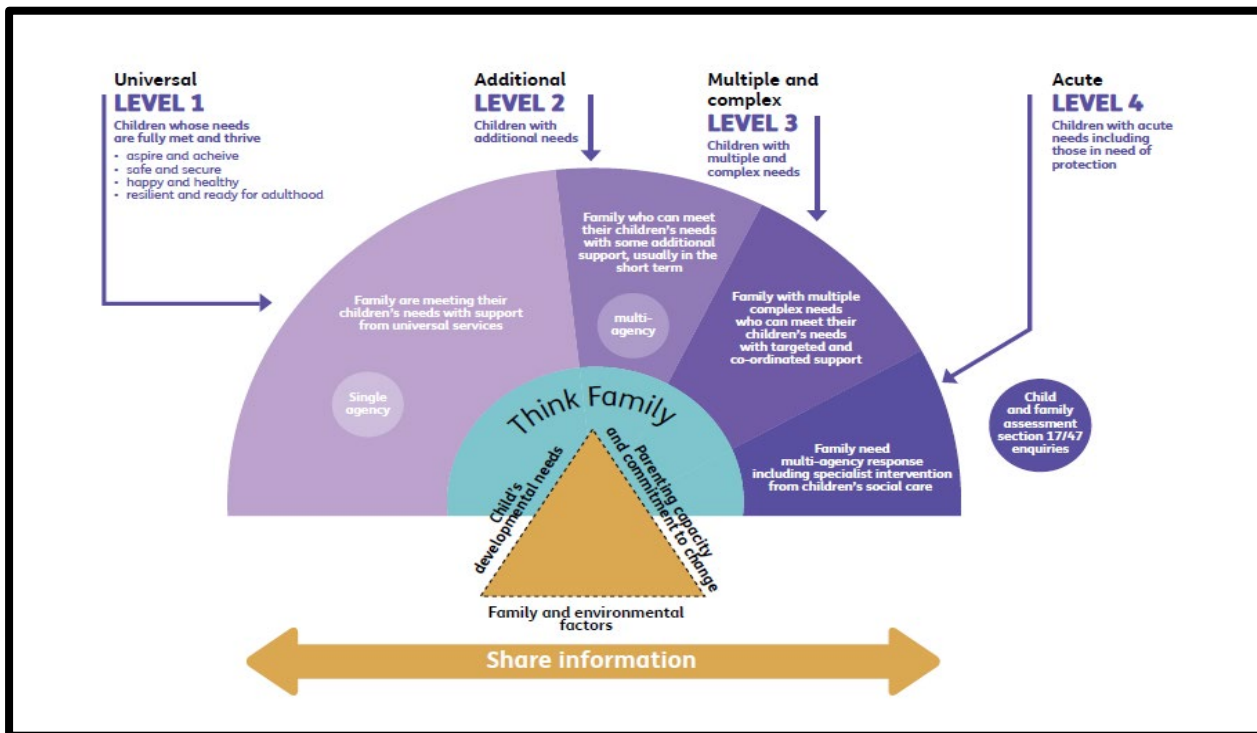 Universal
LEVEL 1
Children whose needs
are fully met and thrive
• aspire and acheive
• safe and secure
• happy and healthy
• resilient and ready for adulthood
Additional
LEVEL 2
Children with
additional needs
Multiple and
complex
LEVEL 3
Children with
multiple and
complex needs
Acute
LEVEL 4
Children with acute
needs including
those in need of
protection
Family are meeting their
children's needs with support
from universal services
Single
agency
Family who can meet
their children's needs
with some additional
support, usually in the
short term
multi-
agency
Family with multiple
complex needs
who can meet their
children's needs
with targeted and
co-ordinated support
Family need
multi-agency response
including specialist intervention
from children's social care
Child
and family
assessment
section 17/47
enquiries
Think Family
Child's
developmental needs
Parenting capacity
and commitment to change
Family and environmental
factors
Share information